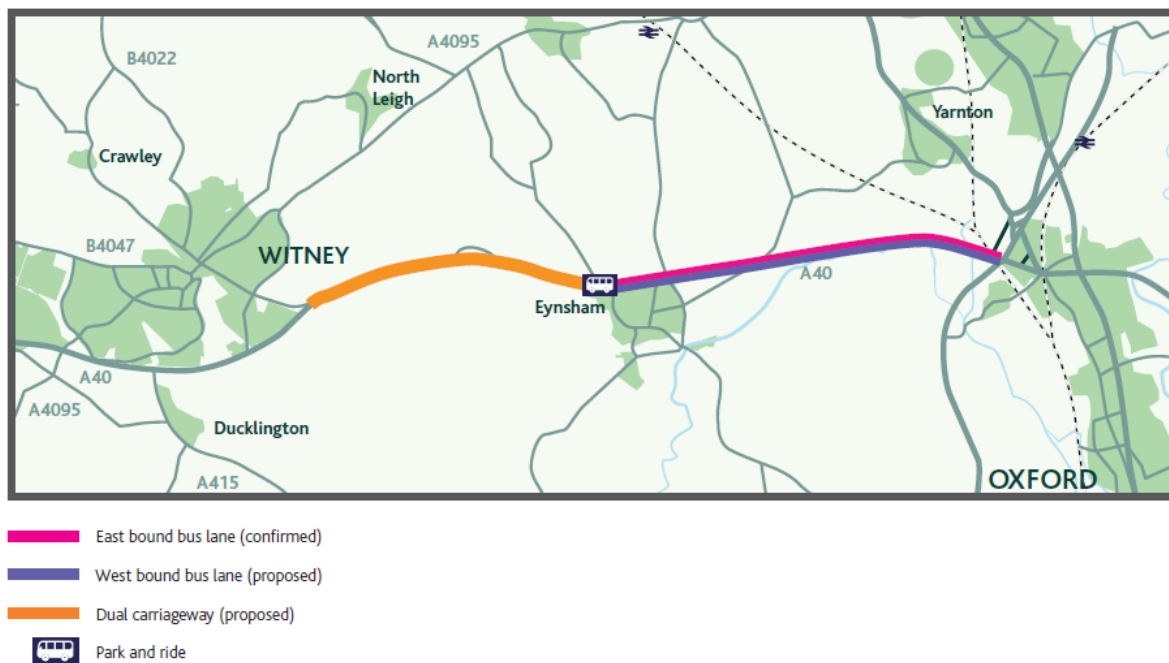 A4095
B4022
North
Leigh
Yarnton
Crawley
B4047
WITNEY
A40
Eynsham
A40
A4095
Ducklington
A415
OXFORD
East bound bus lane (confirmed)
West bound bus lane (proposed)
Dual carriageway (proposed)
Park and ride